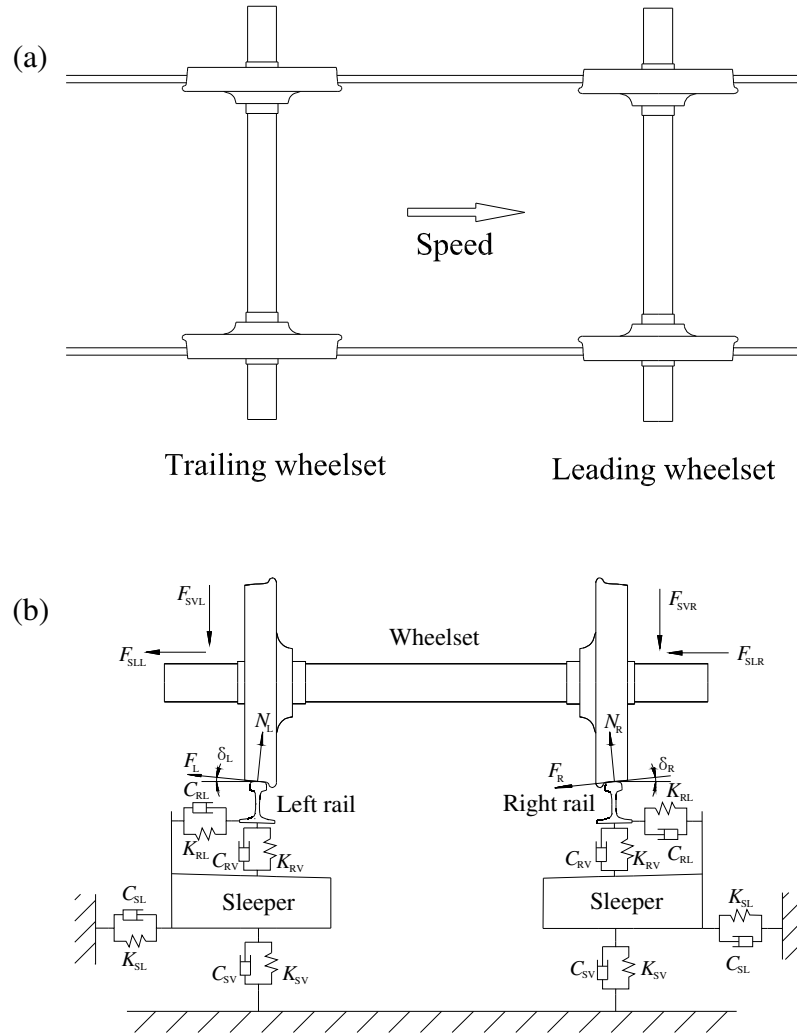 (a)
Speed
Trailing wheelset
Leading wheelset
(b)
F_SVL
F_SVR
Wheelset
F_SLL
F_SLR
N_L
N_R
F_L
δ_L
F_R
δ_R
C_RL
K_RL
Left rail
Right rail
K_RL
C_RV
K_RV
C_RV
K_RV
C_RL
C_SL
Sleeper
Sleeper
K_SL
K_SL
C_SL
C_SV
K_SV
C_SV
K_SV